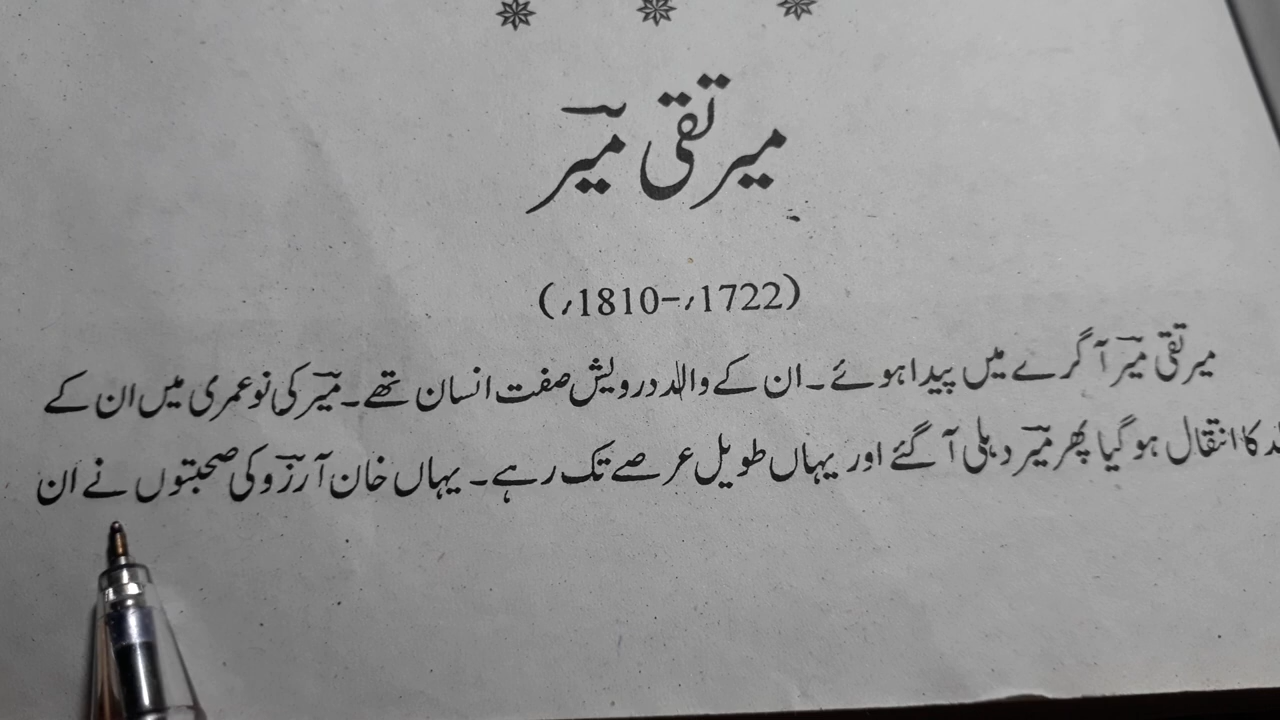 میر تقی میرؔ
(1722ء-1810ء)
میر تقی میرؔ آگرے میں پیدا ہوئے۔ ان کے والد درویش صفت انسان تھے۔ میرؔ کی نوعمری میں ان کے
کا انتقال ہو گیا پھر میرؔ دہلی آ گئے اور یہاں طویل عرصے تک رہے۔ یہاں خان آرزوؔ کی صحبتوں نے ان